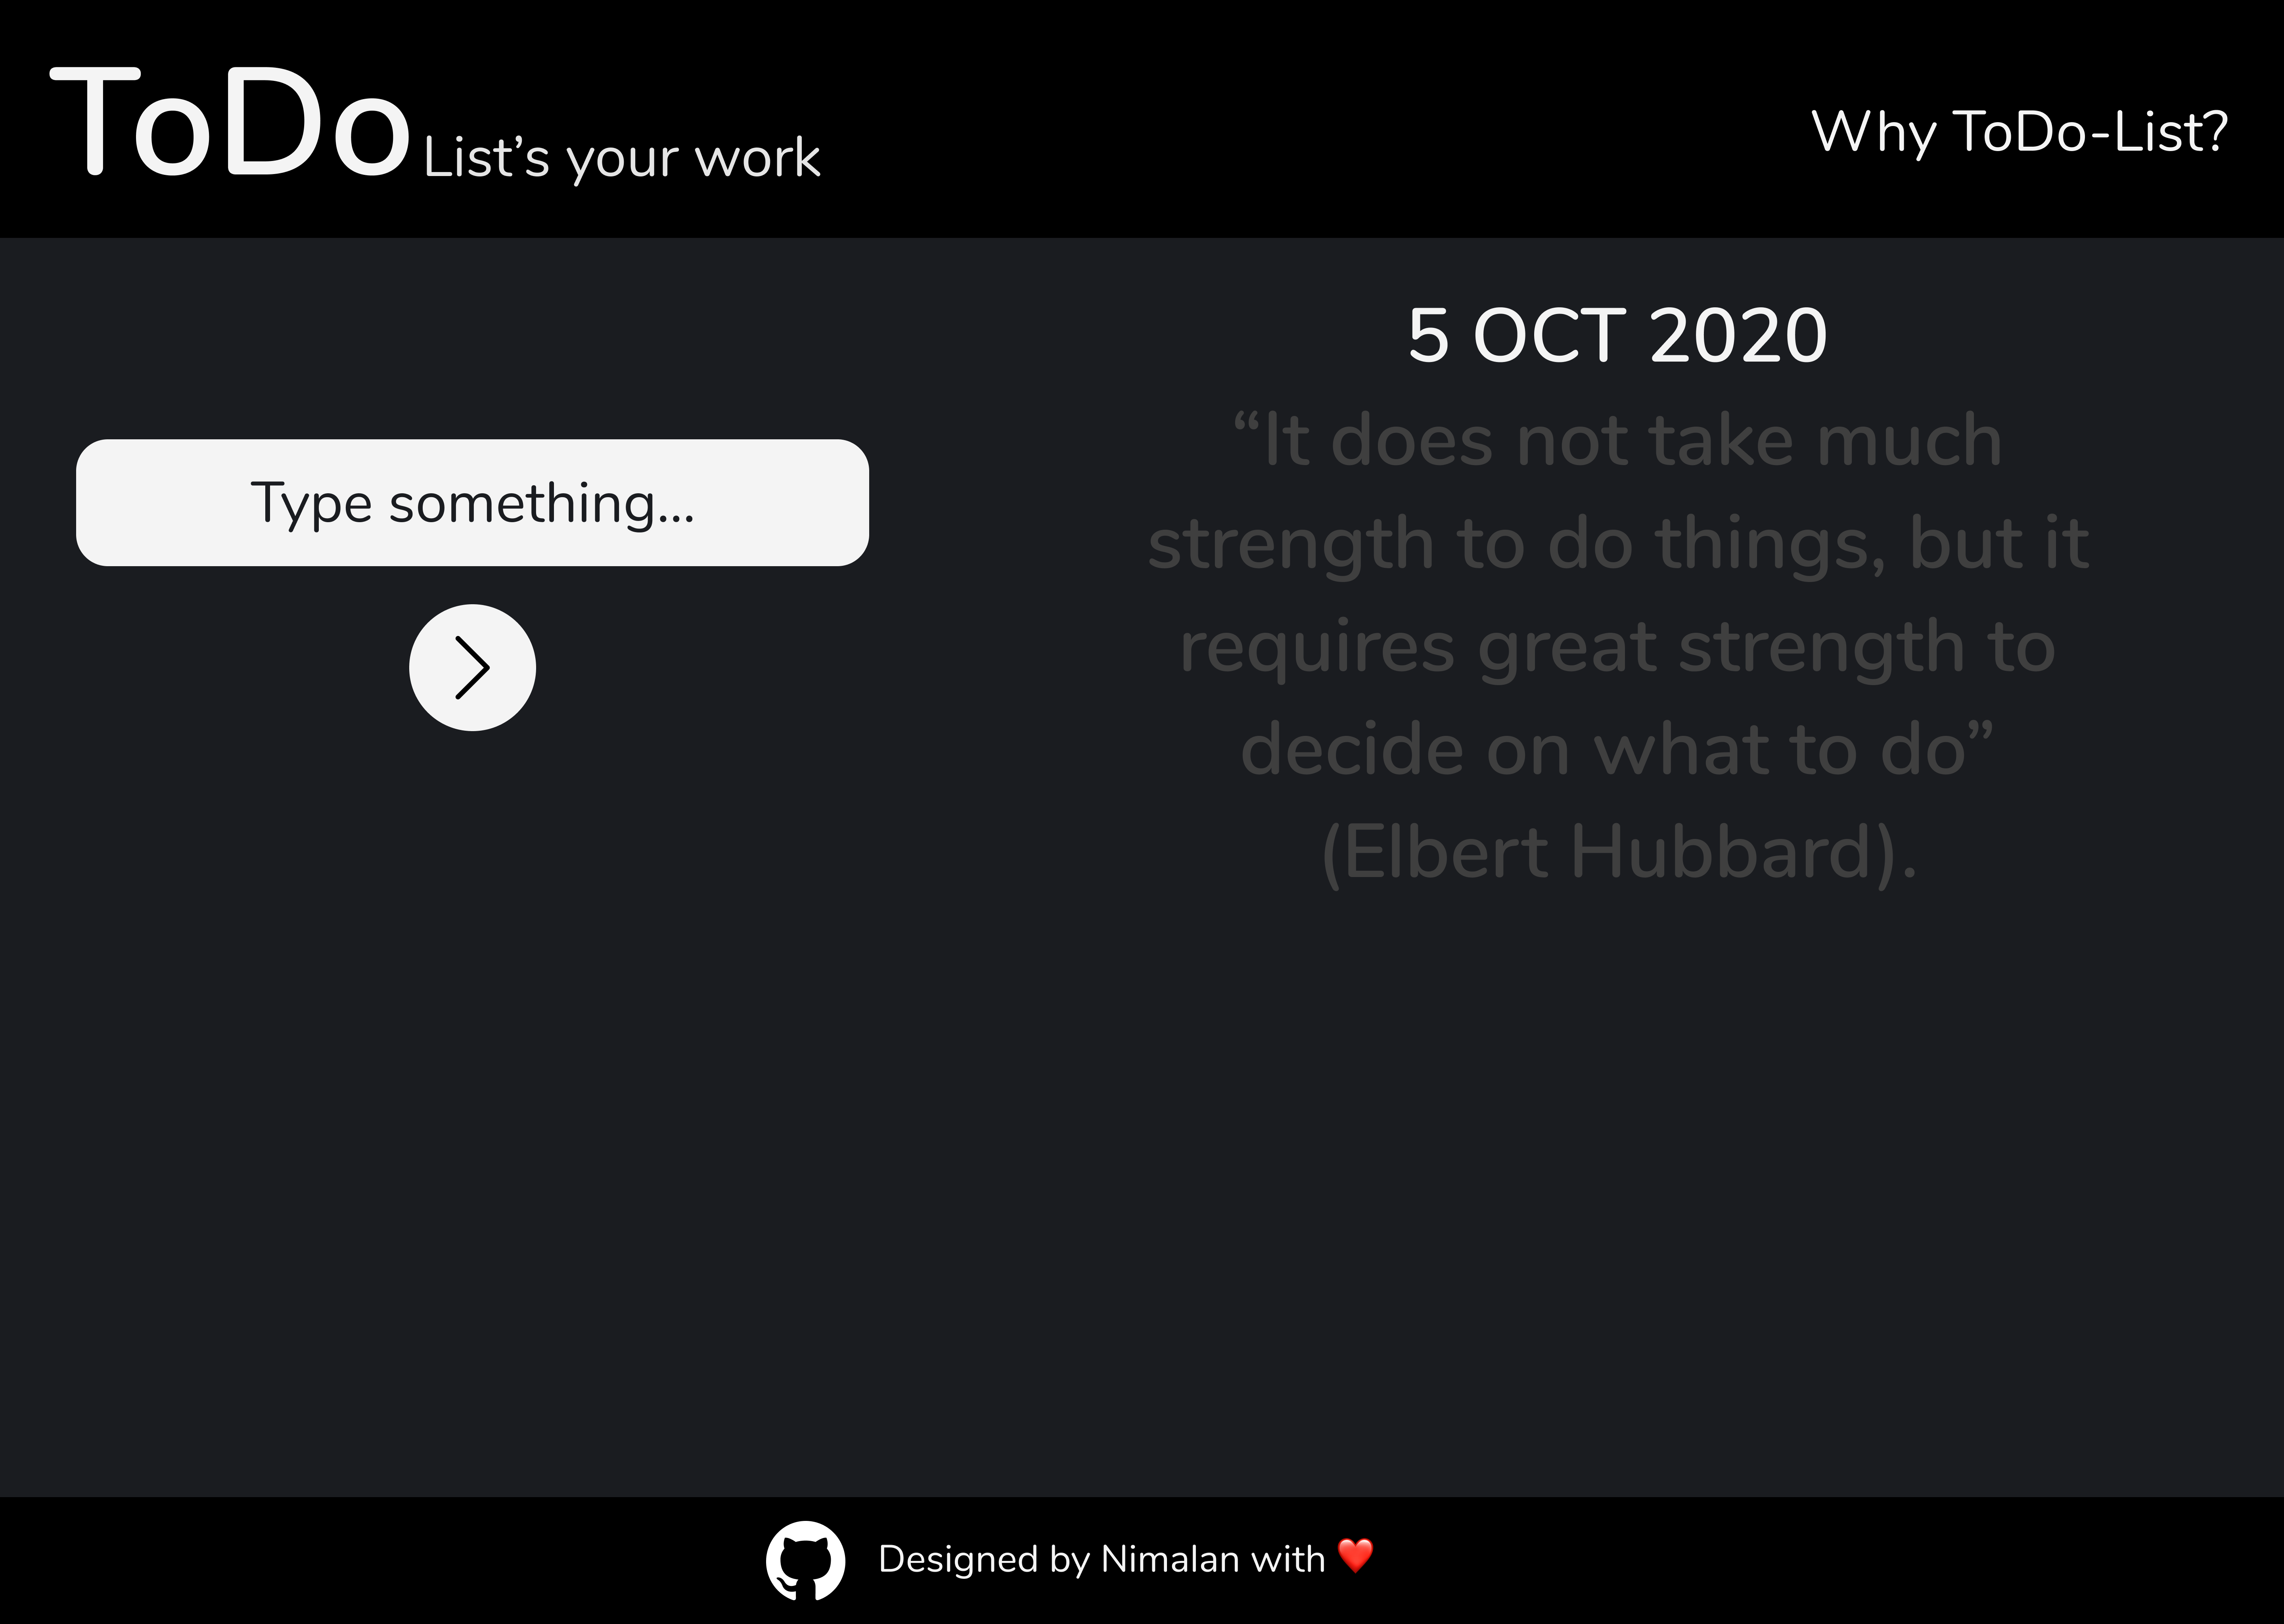 ToDo List’s your work
Why ToDo-List?
Type something...
5 OCT 2020
“It does not take much
strength to do things, but it
requires great strength to
decide on what to do”
(Elbert Hubbard).
Designed by Nimalan with ❤️